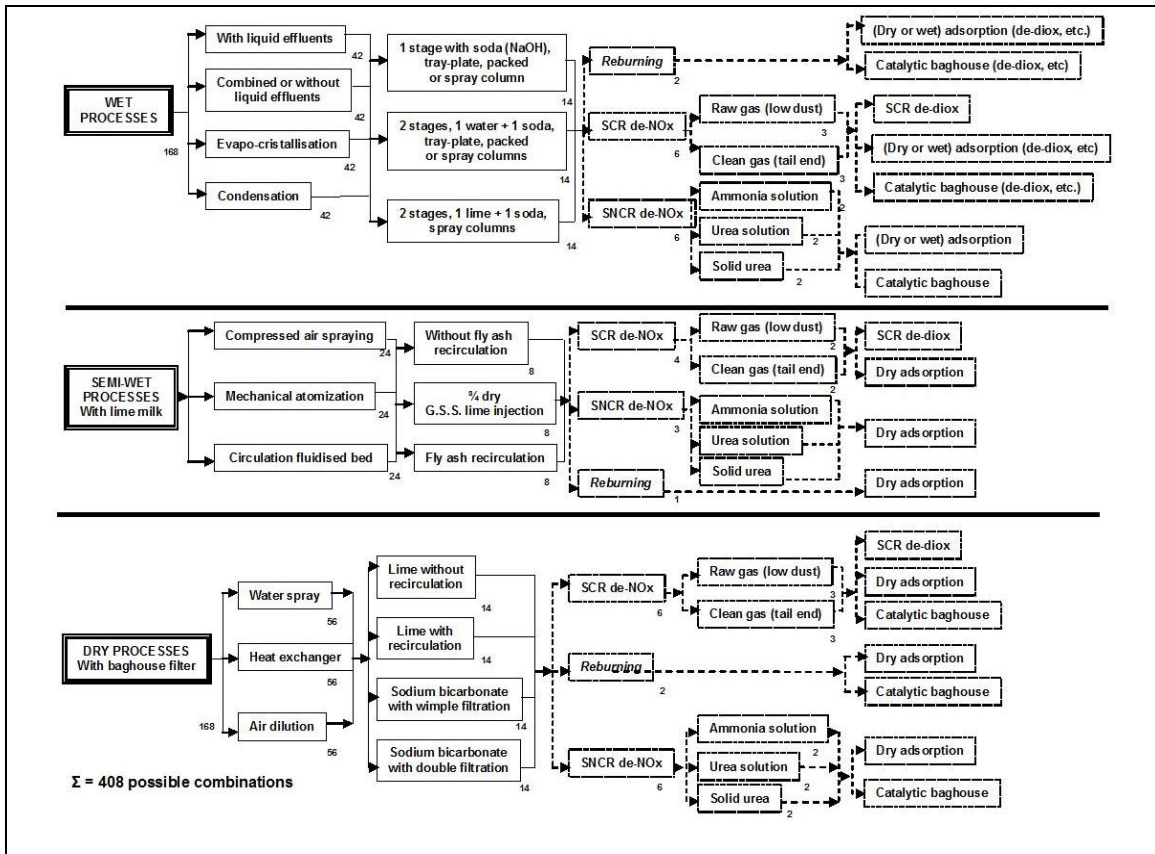 WET
PROCESSES
168
With liquid effluents
42
Combined or without
liquid effluents
42
Evapo-cristallisation
42
Condensation
42
1 stage with soda (NaOH),
tray-plate, packed
or spray column
14
2 stages, 1 water + 1 soda,
tray-plate, packed
or spray columns
14
2 stages, 1 lime + 1 soda,
spray columns
14
Reburning
2
SCR de-NOx
6
SNCR de-NOx
6
Raw gas (low dust)
3
Clean gas (tail end)
3
Ammonia solution
2
Urea solution
2
Solid urea
2
(Dry or wet) adsorption (de-diox, etc.)
Catalytic baghouse (de-diox, etc)
SCR de-diox
(Dry or wet) adsorption (de-diox, etc)
Catalytic baghouse (de-diox, etc.)
(Dry or wet) adsorption
Catalytic baghouse
SEMI-WET
PROCESSES
With lime milk
Compressed air spraying
24
Mechanical atomization
24
Circulation fluidised bed
24
Without fly ash
recirculation
8
¾ dry
G.S.S. lime injection
8
Fly ash recirculation
8
SCR de-NOx
4
SNCR de-NOx
3
Reburning
1
Raw gas (low dust)
2
Clean gas (tail end)
2
Ammonia solution
Urea solution
Solid urea
SCR de-diox
Dry adsorption
Dry adsorption
Dry adsorption
DRY PROCESSES
With baghouse filter
168
Water spray
56
Heat exchanger
56
Air dilution
56
Lime without
recirculation
14
Lime with
recirculation
14
Sodium bicarbonate
with wimple filtration
14
Sodium bicarbonate
with double filtration
14
SCR de-NOx
6
Reburning
2
SNCR de-NOx
6
Raw gas (low dust)
3
Clean gas (tail end)
3
Ammonia solution
2
Urea solution
2
Solid urea
2
SCR de-diox
Dry adsorption
Catalytic baghouse
Dry adsorption
Catalytic baghouse
Dry adsorption
Catalytic baghouse
Σ = 408 possible combinations